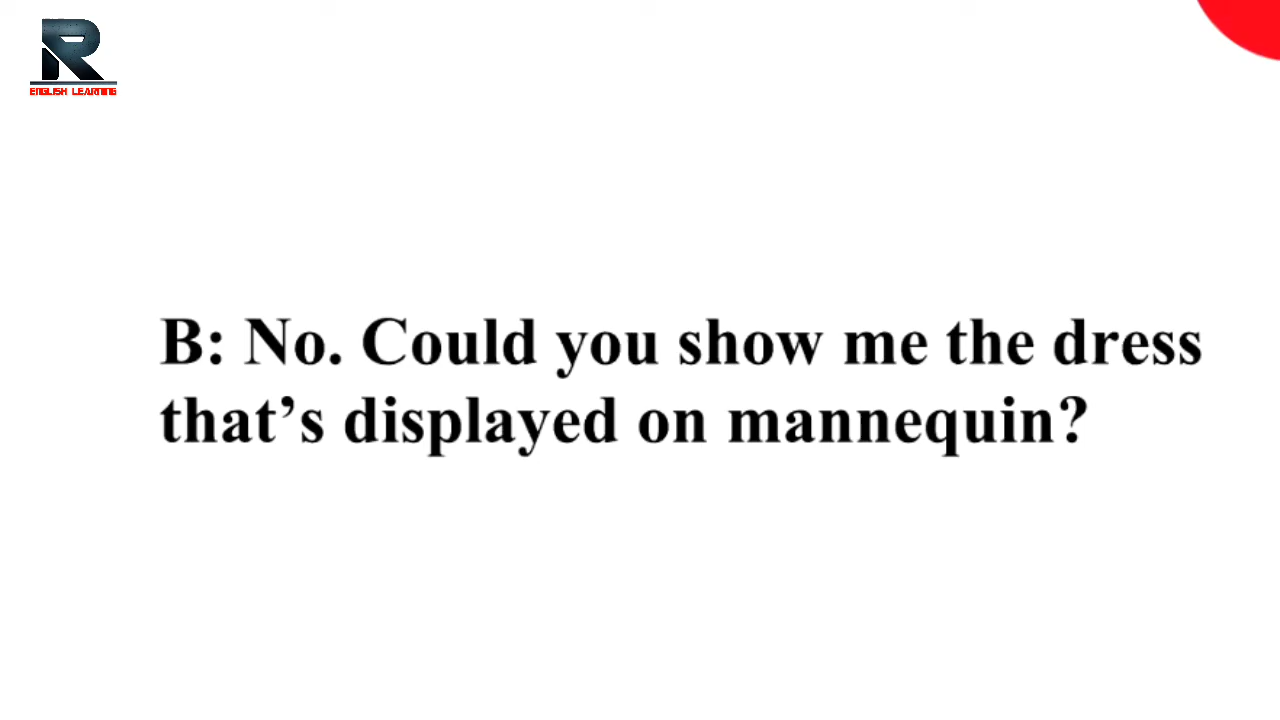 R
ENGLISH LEARNING
B: No. Could you show me the dress
that’s displayed on mannequin?